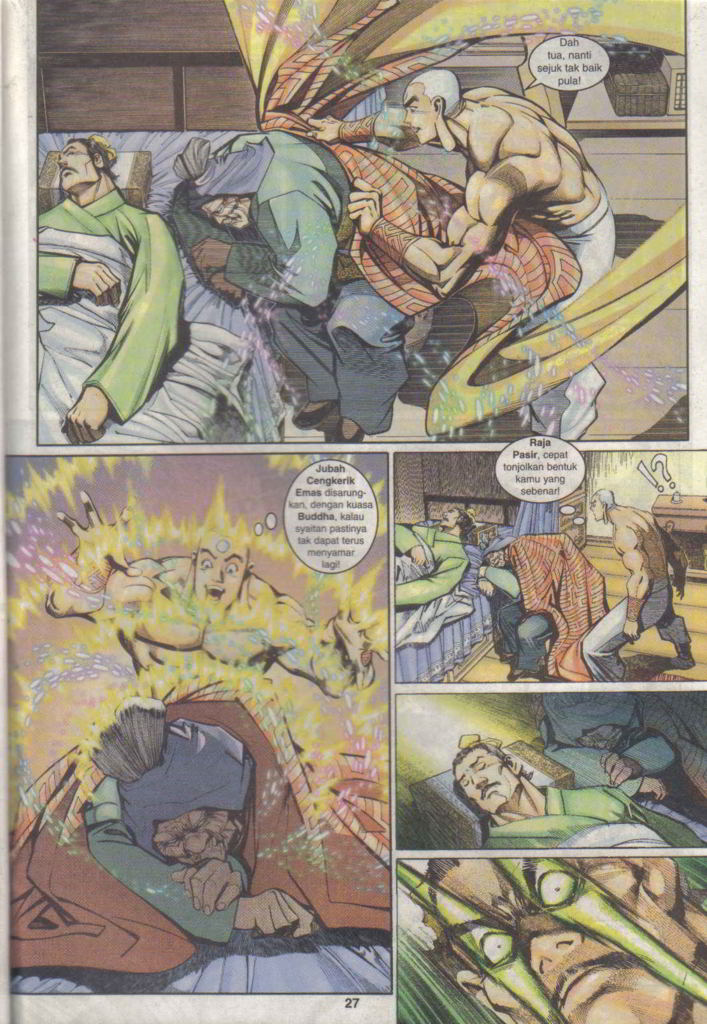 Dah
tua, nanti
sejuk tak baik
pula!
Jubah
Cengkerik
Emas disarung-
kan, dengan kuasa
Buddha, kalau
syaitan pastinya
tak dapat terus
menyamar
lagi!
Raja
Pasir, cepat
tonjolkan bentuk
kamu yang
sebenar!
!?
27